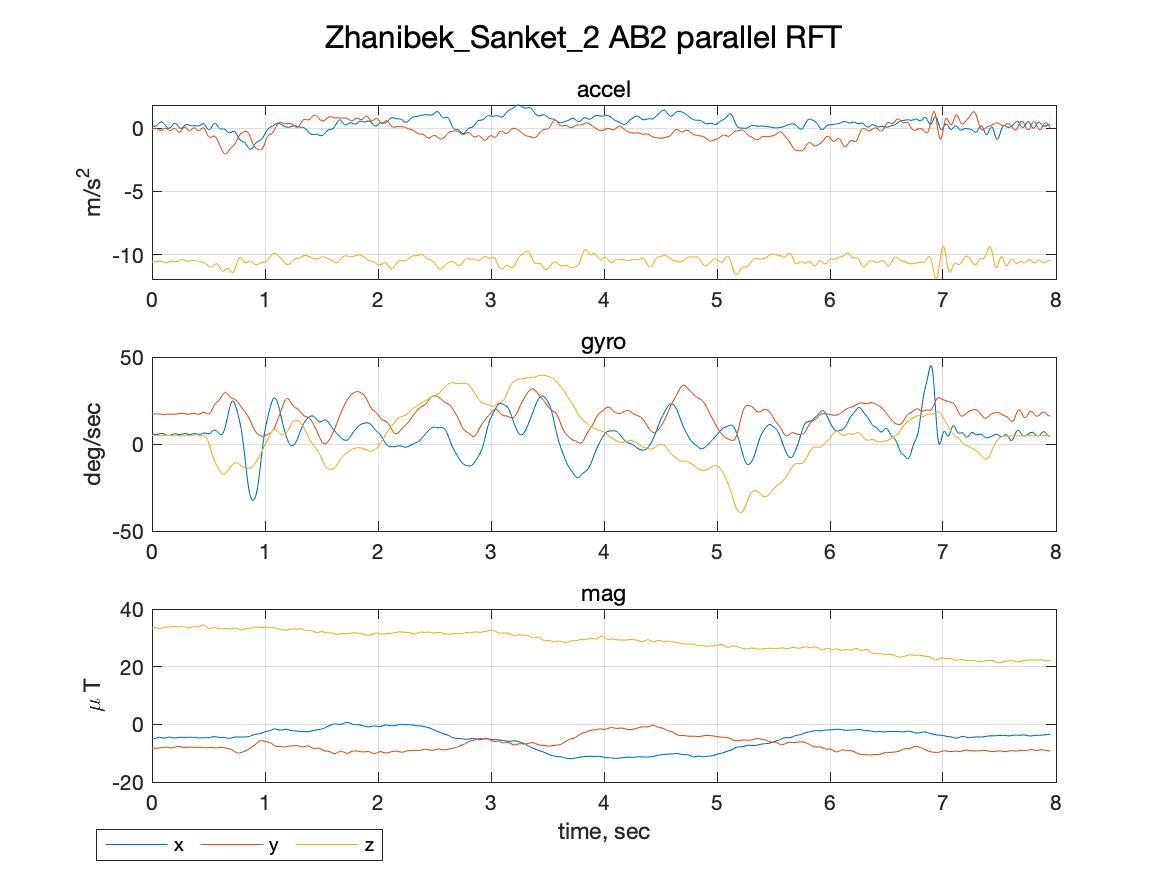 Zhanibek_Sanket_2 AB2 parallel RFT
accel
m/s²
0
-5
-10
0 1 2 3 4 5 6 7 8
gyro
deg/sec
50
0
-50
0 1 2 3 4 5 6 7 8
mag
μ T
40
20
0
-20
0 1 2 3 4 5 6 7 8
time, sec
x y z